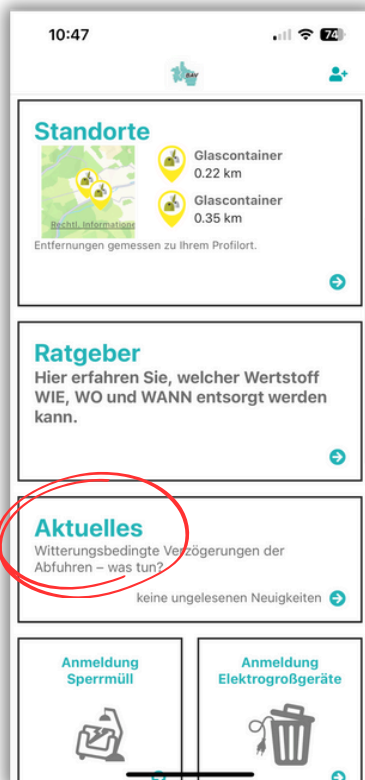 10:47
74
BAV
Standorte
Glascontainer
0.22 km
Glascontainer
0.35 km
Rechtl. Informatione
Entfernungen gemessen zu Ihrem Profilort.
Ratgeber
Hier erfahren Sie, welcher Wertstoff
WIE, WO und WANN entsorgt werden
kann.
Aktuelles
Witterungsbedingte Verzögerungen der
Abfuhren – was tun?
keine ungelesenen Neuigkeiten
Anmeldung
Sperrmüll
Anmeldung
Elektrogroßgeräte